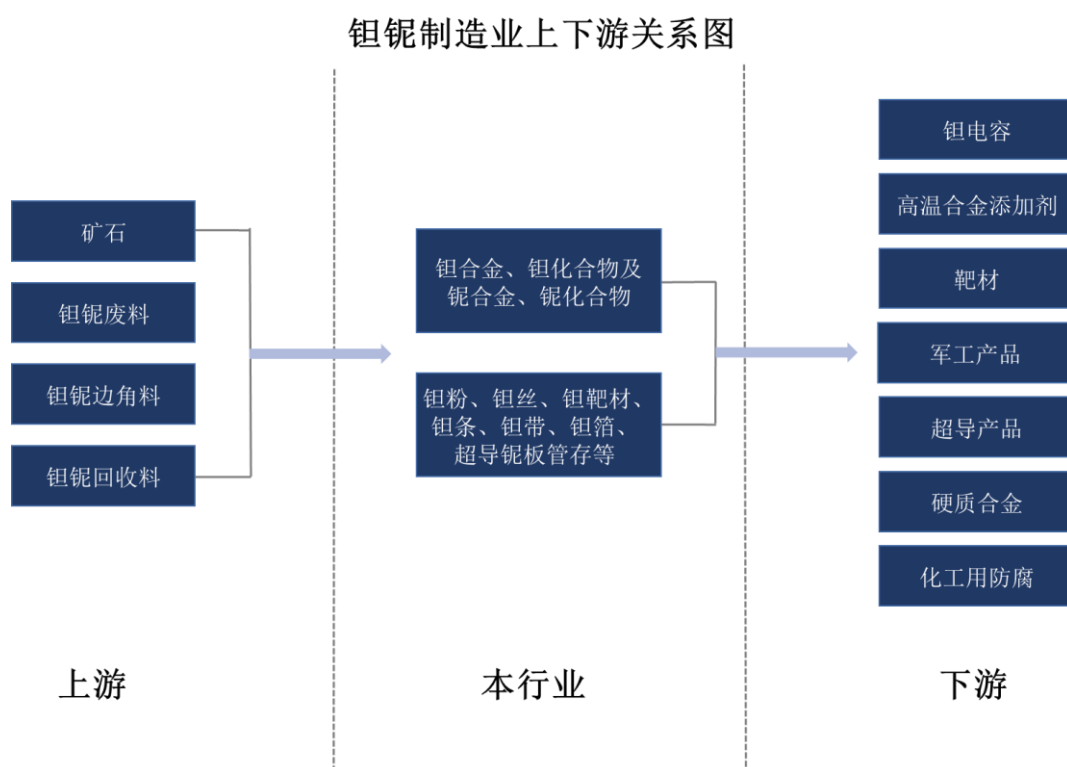 钽铌制造业上下游关系图
矿石
钽铌废料
钽铌边角料
钽铌回收料
上游
钽合金、钽化合物及
铌合金、铌化合物
钽粉、钽丝、钽靶材、
钽条、钽带、钽箔、
超导铌板管存等
本行业
钽电容
高温合金添加剂
靶材
军工产品
超导产品
硬质合金
化工用防腐
下游